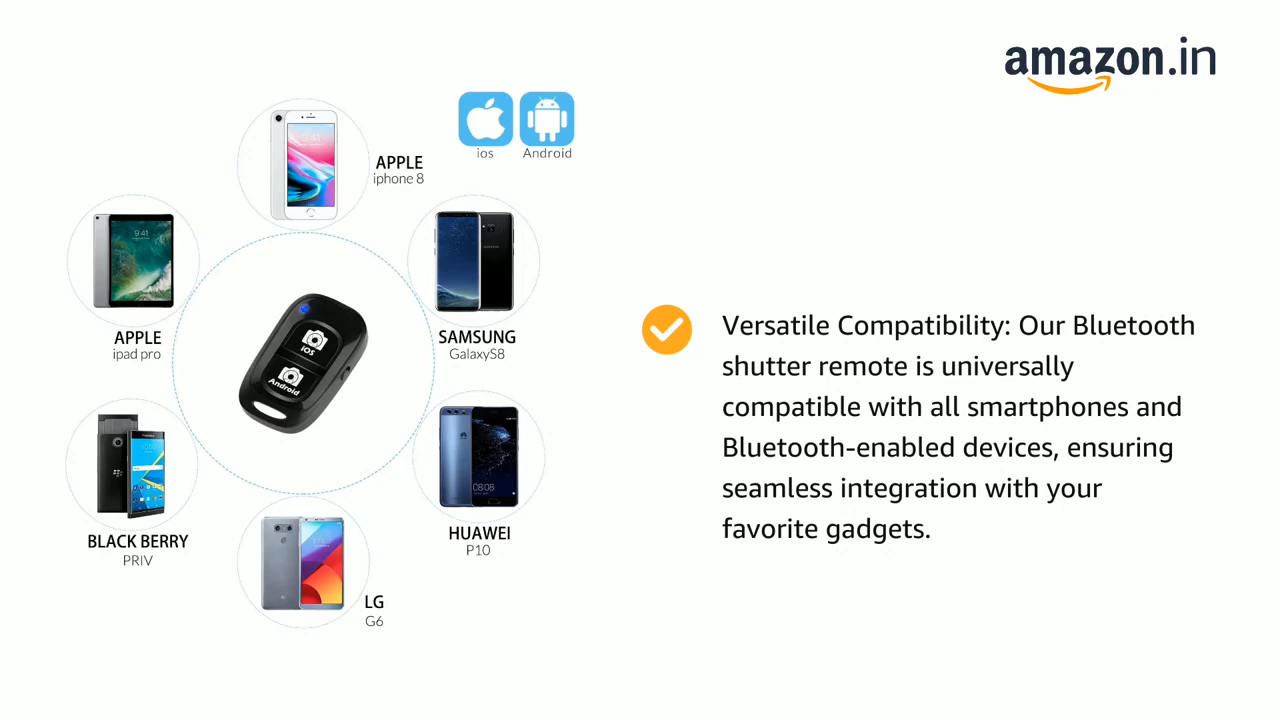 amazon.in
ios
Android
APPLE
iphone 8
APPLE
ipad pro
SAMSUNG
GalaxyS8
iOS
Android
BLACK BERRY
PRIV
HUAWEI
P10
LG
G6
Versatile Compatibility: Our Bluetooth
shutter remote is universally
compatible with all smartphones and
Bluetooth-enabled devices, ensuring
seamless integration with your
favorite gadgets.